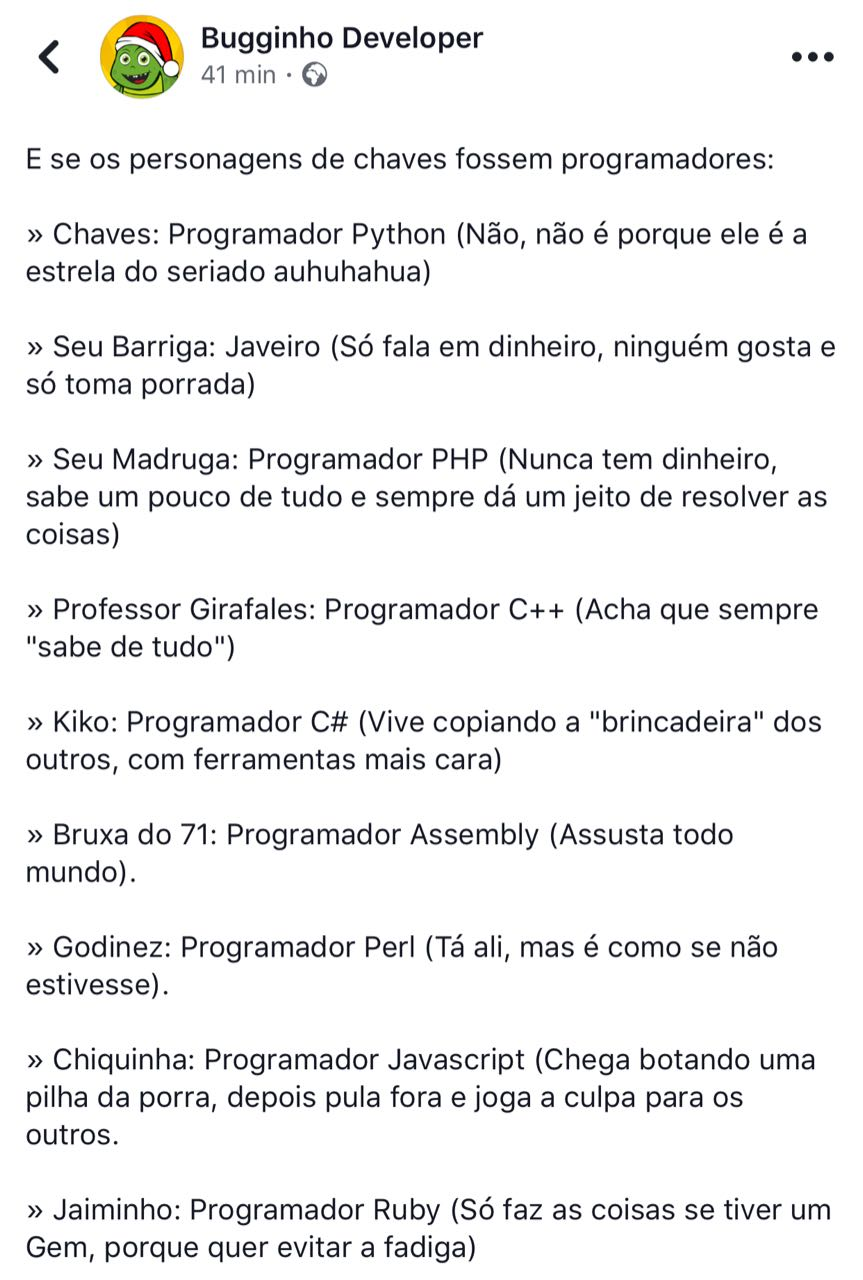 Bugginho Developer
41 min ·
E se os personagens de chaves fossem programadores:
» Chaves: Programador Python (Não, não é porque ele é a
estrela do seriado auhuhahua)
» Seu Barriga: Javeiro (Só fala em dinheiro, ninguém gosta e
só toma porrada)
» Seu Madruga: Programador PHP (Nunca tem dinheiro,
sabe um pouco de tudo e sempre dá um jeito de resolver as
coisas)
» Professor Girafales: Programador C++ (Acha que sempre
"sabe de tudo")
» Kiko: Programador C# (Vive copiando a "brincadeira" dos
outros, com ferramentas mais cara)
» Bruxa do 71: Programador Assembly (Assusta todo
mundo).
» Godinez: Programador Perl (Tá ali, mas é como se não
estivesse).
» Chiquinha: Programador Javascript (Chega botando uma
pilha da porra, depois pula fora e joga a culpa para os
outros.
» Jaiminho: Programador Ruby (Só faz as coisas se tiver um
Gem, porque quer evitar a fadiga)